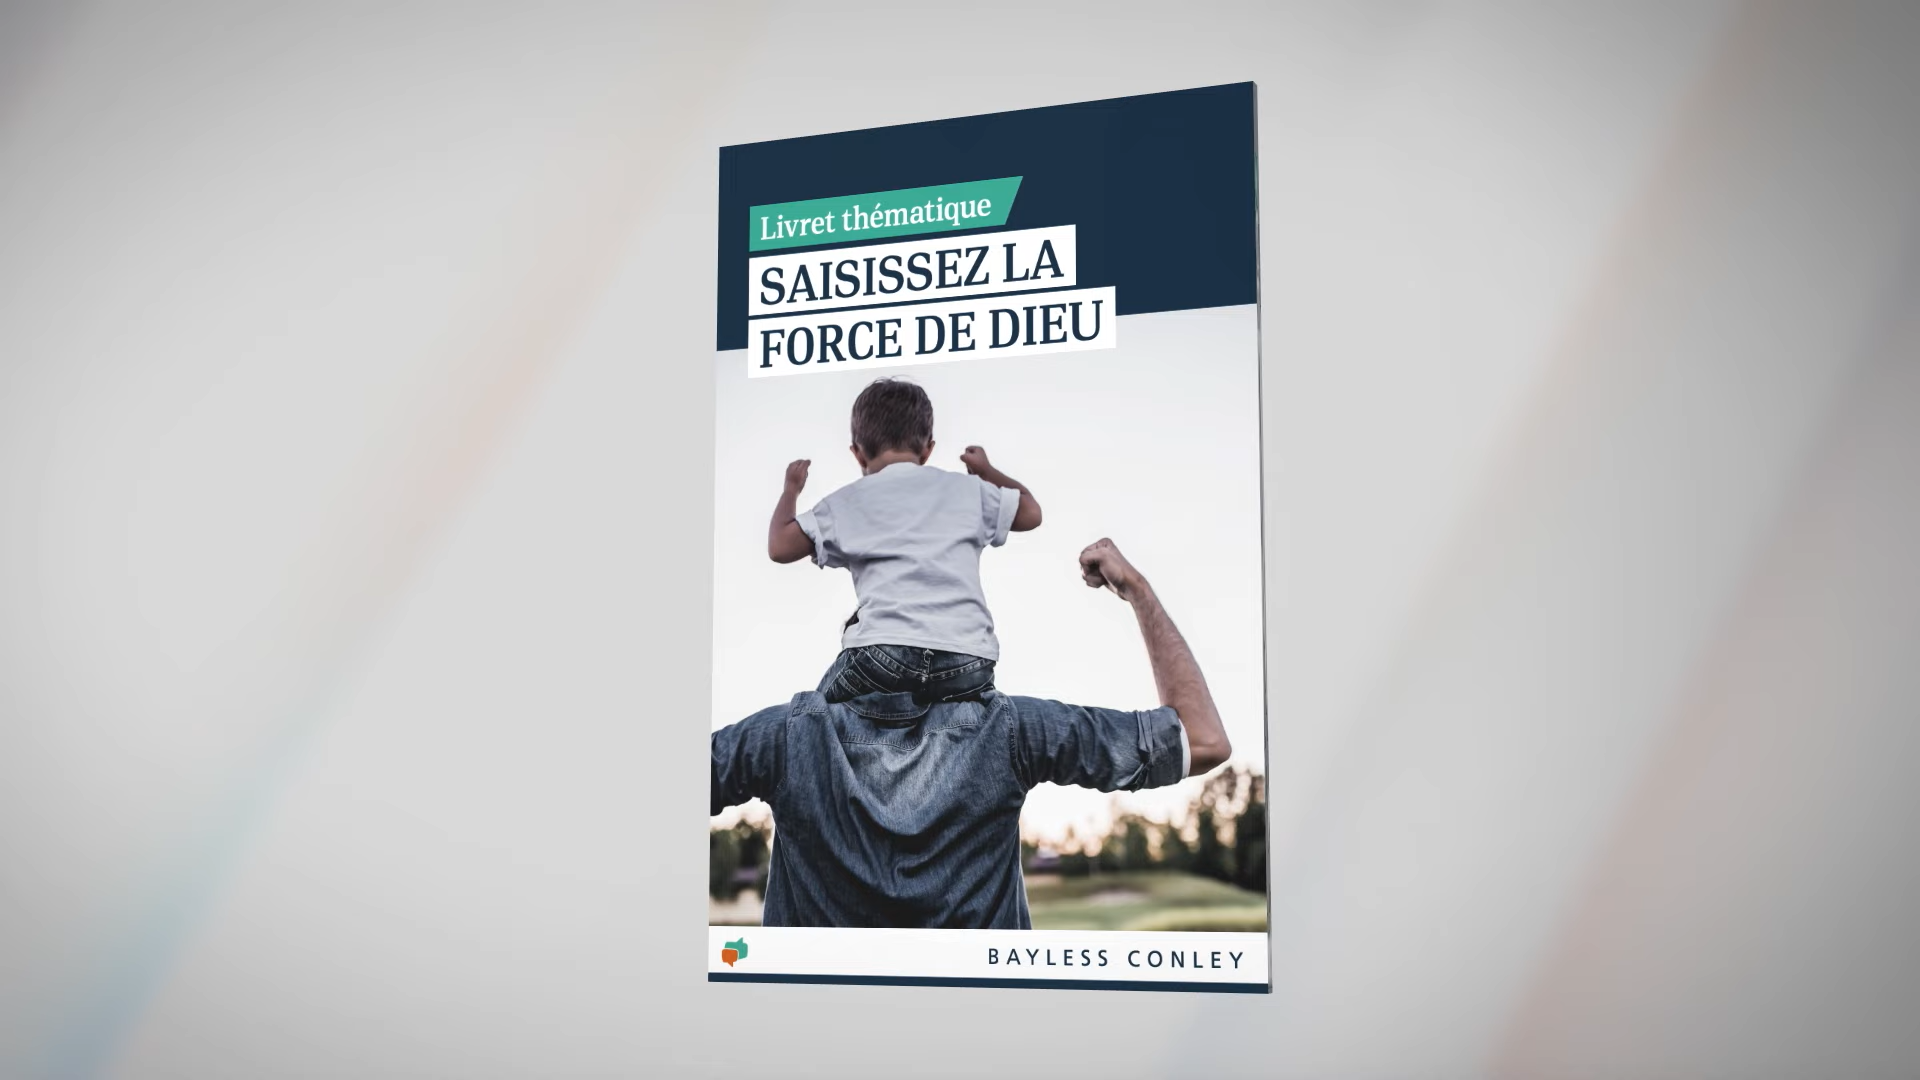 Livret thématique
SAISISSEZ LA
FORCE DE DIEU
BAYLESS CONLEY